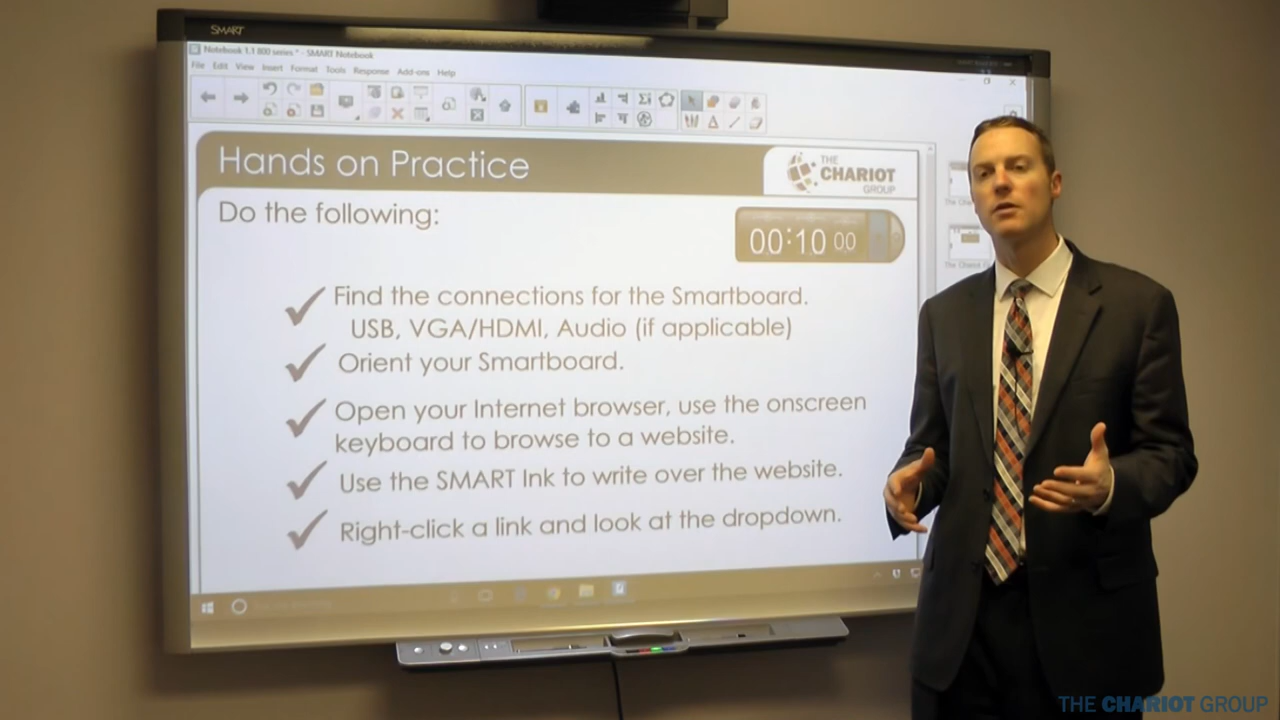 SMART
Notebook 1.1 800 series * - SMART Notebook
File Edit View Insert Format Tools Response Add-ons Help
Hands on Practice
THE
CHARIOT
GROUP
Do the following:
00:10 00
Find the connections for the Smartboard.
USB, VGA/HDMI, Audio (if applicable)
Orient your Smartboard.
Open your Internet browser, use the onscreen
keyboard to browse to a website.
Use the SMART Ink to write over the website.
Right-click a link and look at the dropdown.
THE CHARIOT GROUP